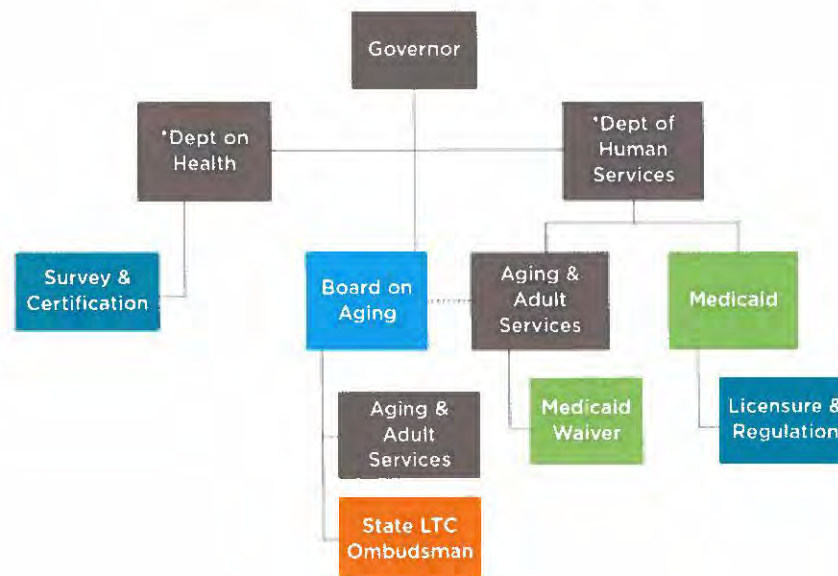 Governor
*Dept on
Health
*Dept of
Human
Services
Survey &
Certification
Board on
Aging
Aging &
Adult
Services
Medicaid
Aging &
Adult
Services
Medicaid
Waiver
Licensure &
Regulation
State LTC
Ombudsman